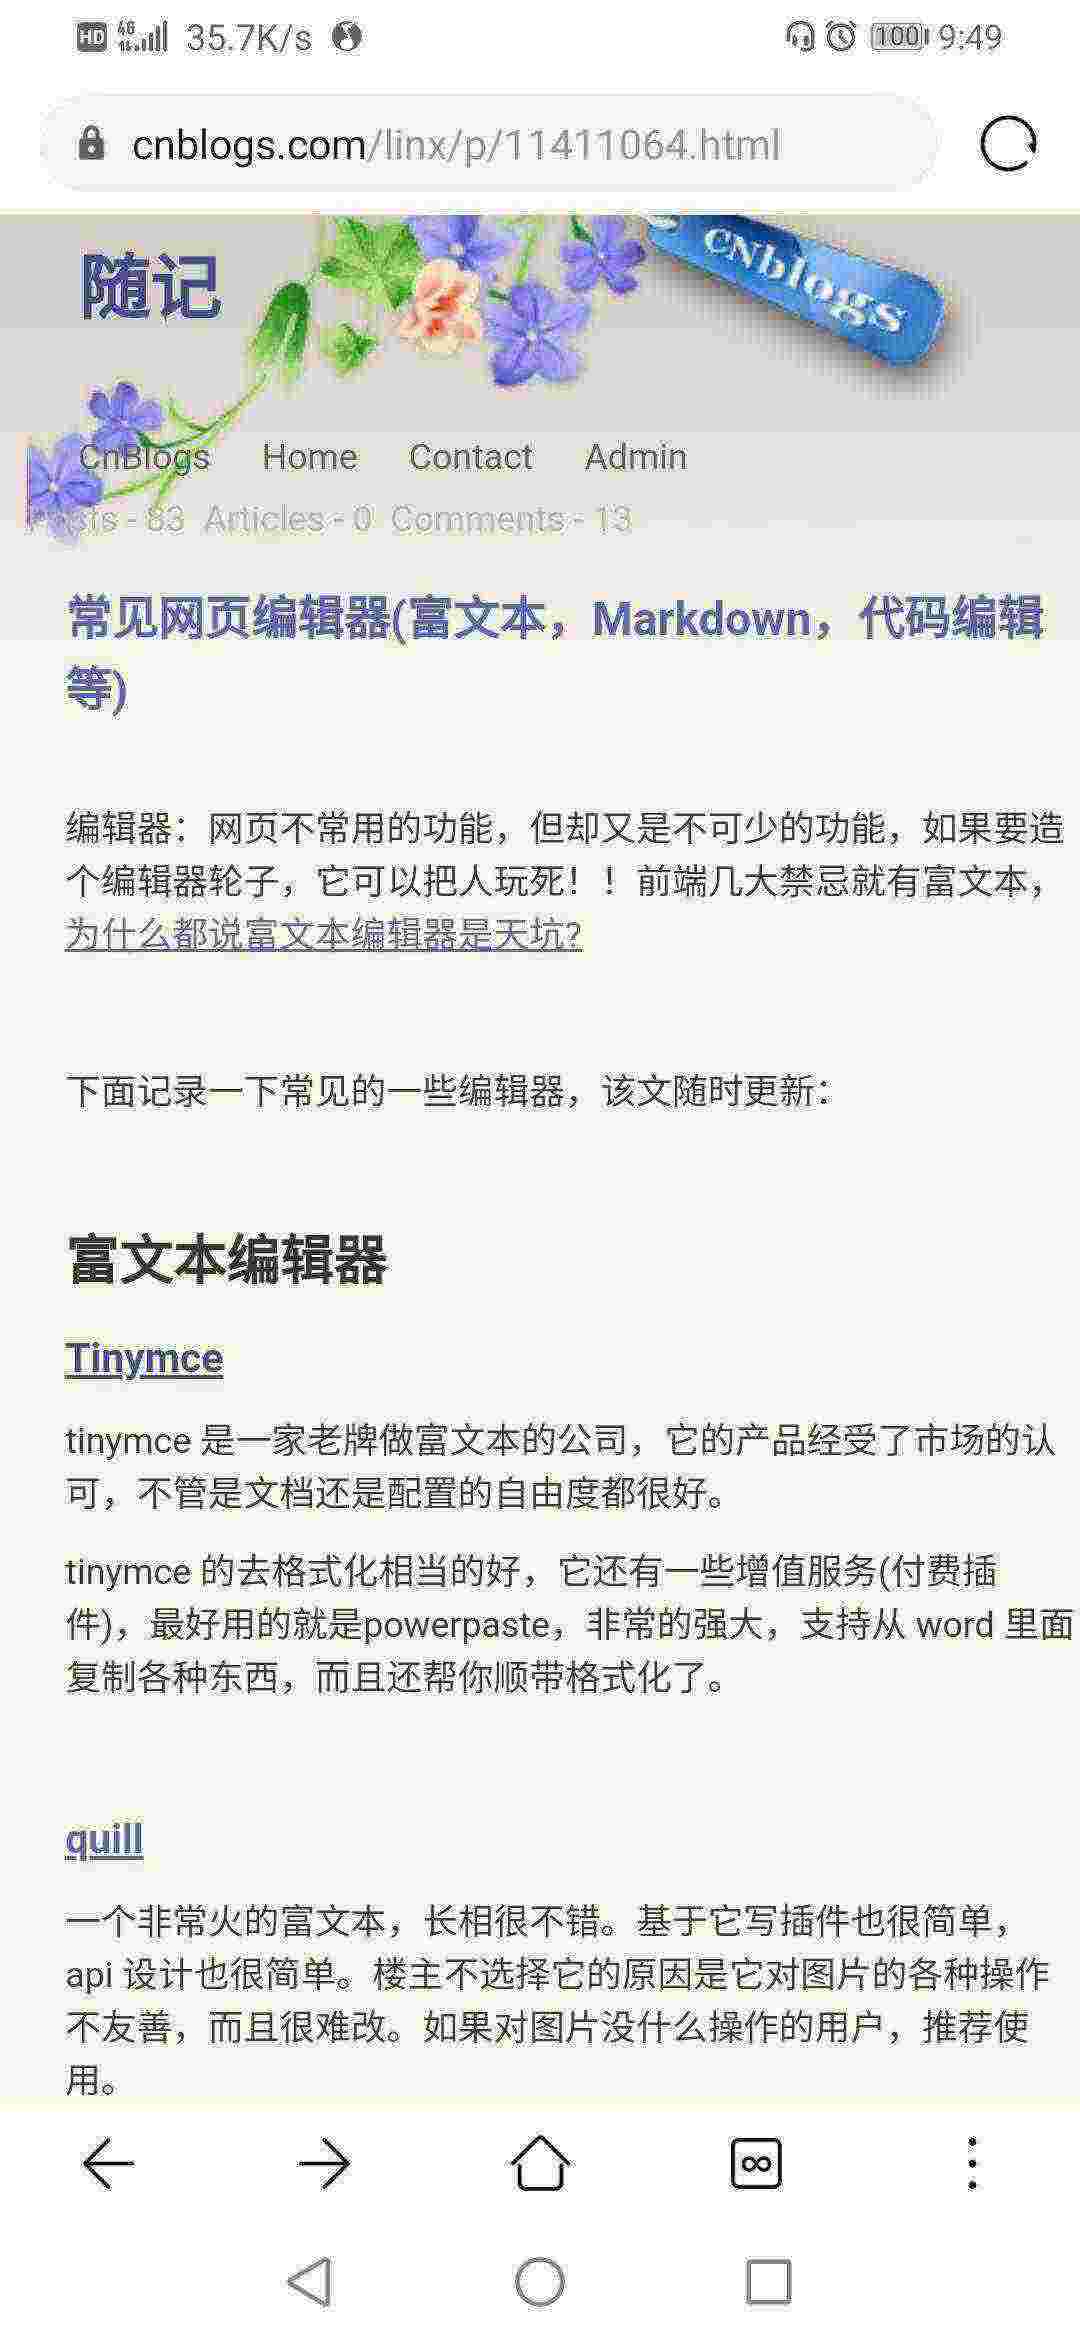 HD 4G 35.7K/s 100 9:49
cnblogs.com/linx/p/11411064.html
随记
CNblogs
CnBlogs Home Contact Admin
Posts - 83 Articles - 0 Comments - 13
常见网页编辑器(富文本，Markdown，代码编辑
等)
编辑器：网页不常用的功能，但却又是不可少的功能，如果要造
个编辑器轮子，它可以把人玩死！！前端几大禁忌就有富文本，
为什么都说富文本编辑器是天坑?
下面记录一下常见的一些编辑器，该文随时更新：
富文本编辑器
Tinymce
tinymce 是一家老牌做富文本的公司，它的产品经受了市场的认
可，不管是文档还是配置的自由度都很好。
tinymce 的去格式化相当的好，它还有一些增值服务(付费插
件)，最好用的就是powerpaste，非常的强大，支持从 word 里面
复制各种东西，而且还帮你顺带格式化了。
quill
一个非常火的富文本，长相很不错。基于它写插件也很简单，
api 设计也很简单。楼主不选择它的原因是它对图片的各种操作
不友善，而且很难改。如果对图片没什么操作的用户，推荐使
用。